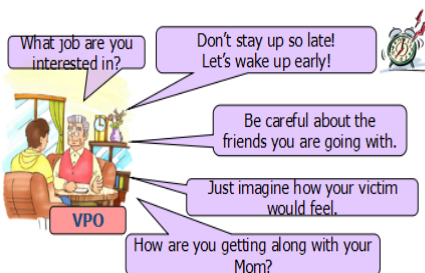 What job are you
interested in?
Don't stay up so late!
Let's wake up early!
Be careful about the
friends you are going with.
Just imagine how your victim
would feel.
VPO
How are you getting along with your
Mom?